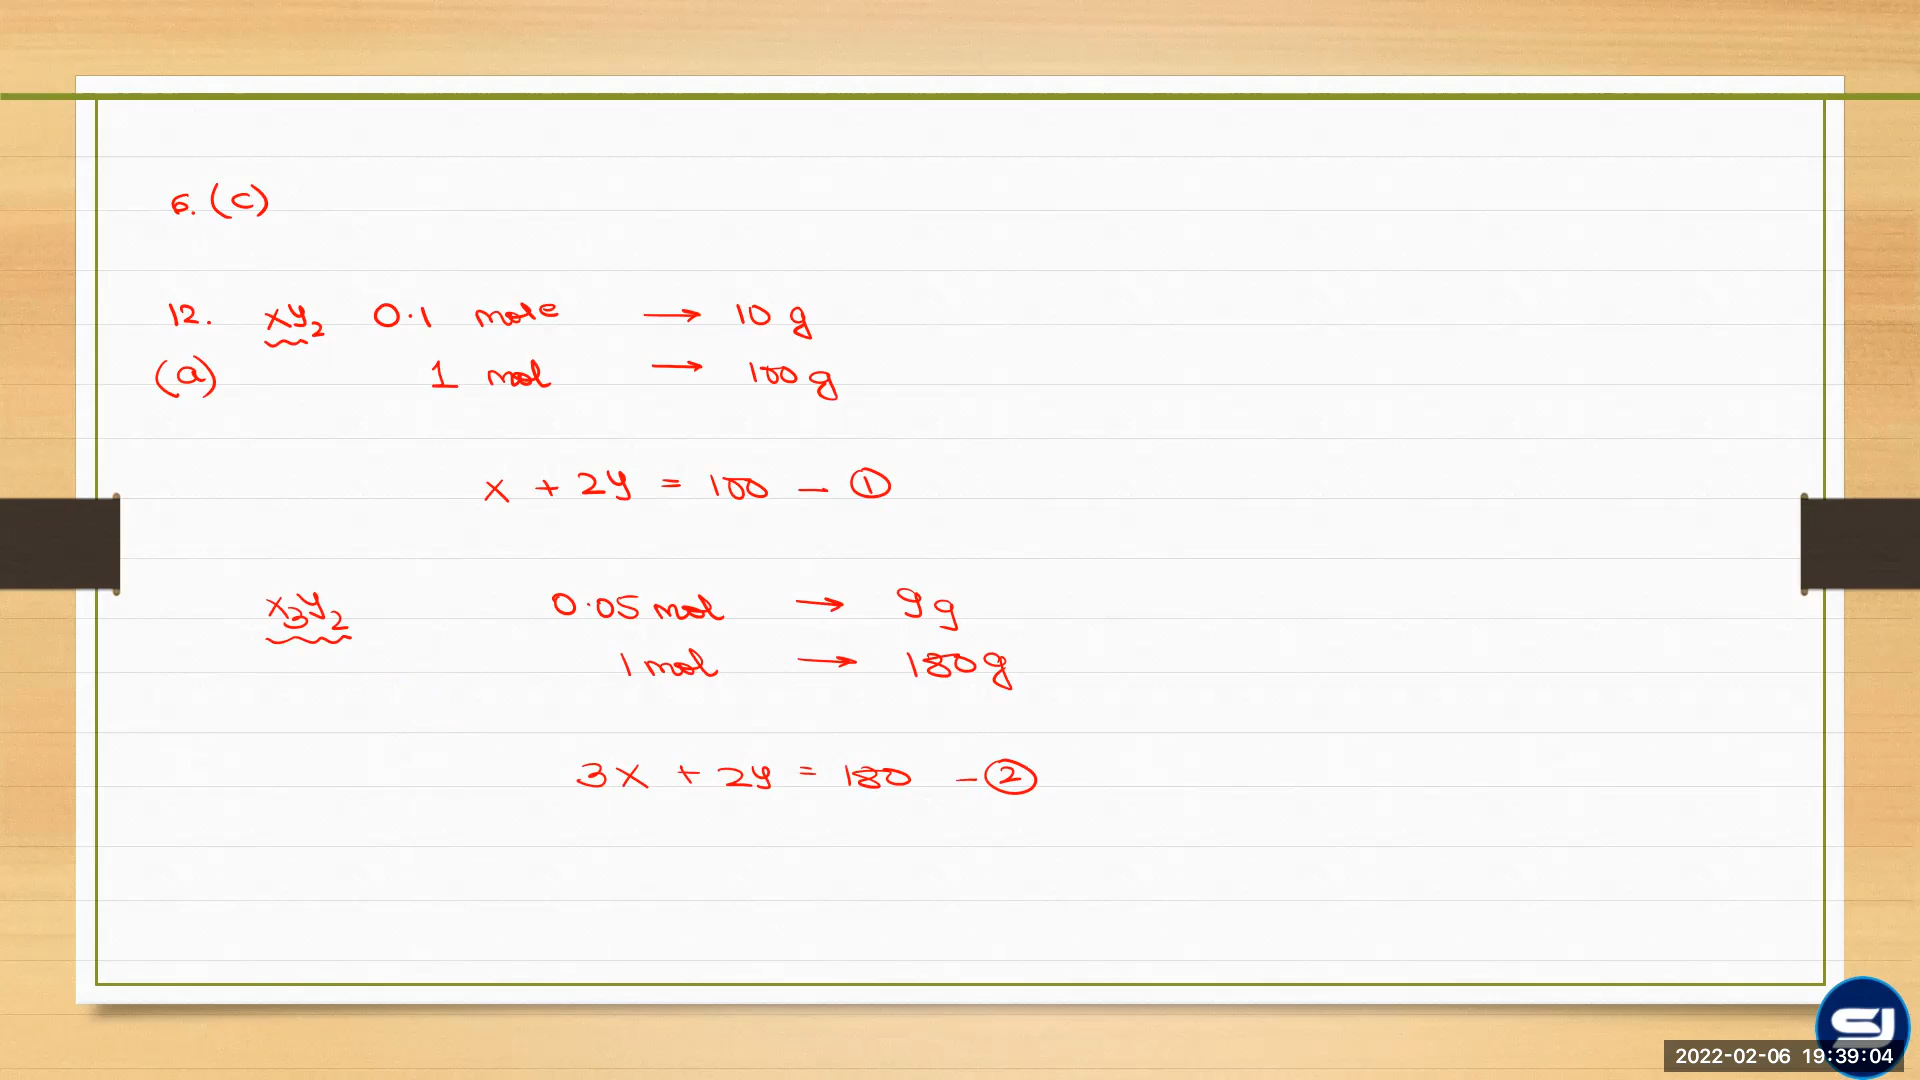 6. (c)
12. xy₂ 0.1 mole → 10 g
(a) 1 mol → 100 g
x + 2y = 100 - ①
x₃y₂ 0.05 mol → 9 g
1 mol → 180 g
3x + 2y = 180 - ②
SJ
2022-02-06 19:39:04